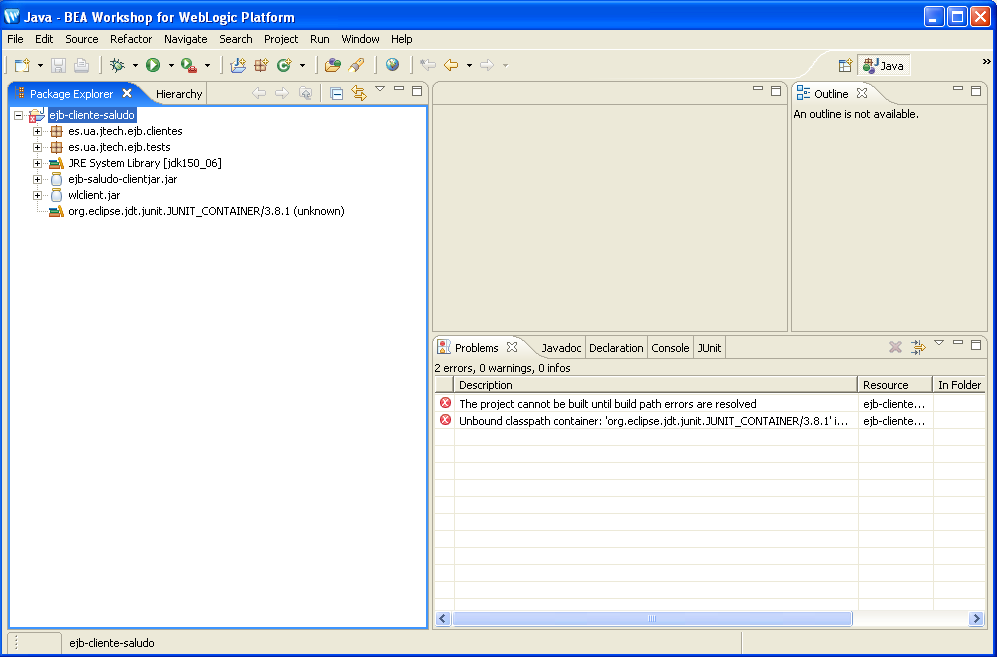 Java - BEA Workshop for WebLogic Platform
File Edit Source Refactor Navigate Search Project Run Window Help
Java
»
Package Explorer Hierarchy
ejb-cliente-saludo
es.ua.jtech.ejb.clientes
es.ua.jtech.ejb.tests
JRE System Library [jdk150_06]
ejb-saludo-clientjar.jar
wlclient.jar
org.eclipse.jdt.junit.JUNIT_CONTAINER/3.8.1 (unknown)
Outline
An outline is not available.
Problems Javadoc Declaration Console JUnit
2 errors, 0 warnings, 0 infos
Description Resource In Folder
The project cannot be built until build path errors are resolved ejb-cliente...
Unbound classpath container: 'org.eclipse.jdt.junit.JUNIT_CONTAINER/3.8.1' i... ejb-cliente...
ejb-cliente-saludo